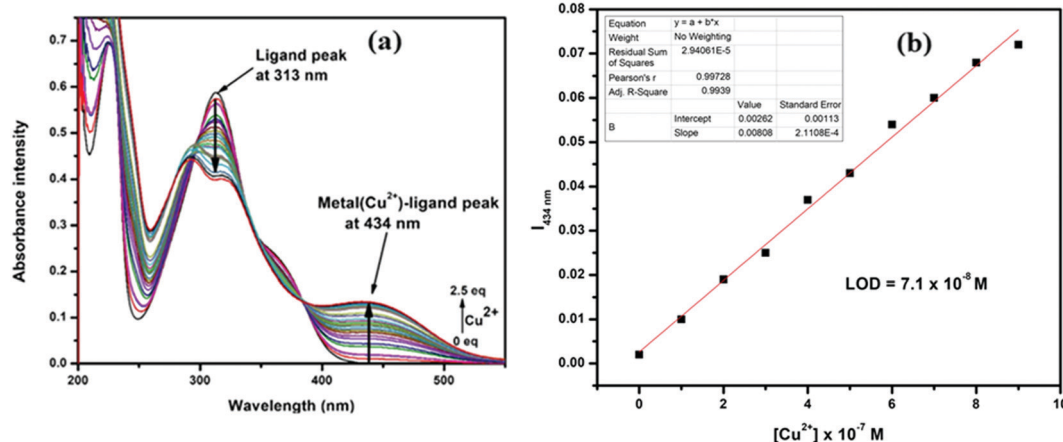 (a)
Ligand peak
at 313 nm
Metal(Cu²⁺)-ligand peak
at 434 nm
2.5 eq
Cu²⁺
0 eq
Absorbance intensity
0.7
0.6
0.5
0.4
0.3
0.2
0.1
0.0
200 300 400 500
Wavelength (nm)
(b)
Equation y = a + b*x
Weight No Weighting
Residual Sum
of Squares 2.94061E-5
Pearson's r 0.99728
Adj. R-Square 0.9939
Value Standard Error
B Intercept 0.00262 0.00113
Slope 0.00808 2.1108E-4
LOD = 7.1 x 10⁻⁸ M
I434 nm
0.08
0.07
0.06
0.05
0.04
0.03
0.02
0.01
0.00
0 2 4 6 8 10
[Cu²⁺] x 10⁻⁷ M